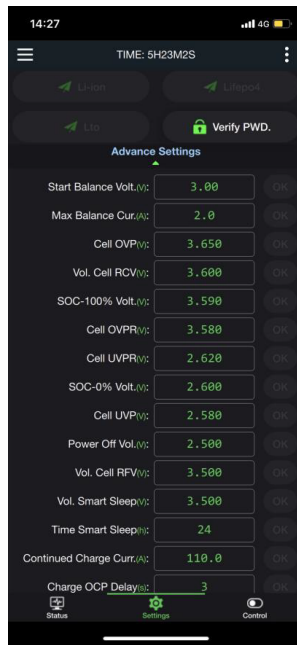 14:27 4G
TIME: 5H23M2S
Li-ion Lifepo4
Lto Verify PWD.
Advance Settings
Start Balance Volt.(V): 3.00 OK
Max Balance Cur.(A): 2.0 OK
Cell OVP(V): 3.650 OK
Vol. Cell RCV(V): 3.600 OK
SOC-100% Volt.(V): 3.590 OK
Cell OVPR(V): 3.580 OK
Cell UVPR(V): 2.620 OK
SOC-0% Volt.(V): 2.600 OK
Cell UVP(V): 2.580 OK
Power Off Vol.(V): 2.500 OK
Vol. Cell RFV(V): 3.500 OK
Vol. Smart Sleep(V): 3.500 OK
Time Smart Sleep(h): 24 OK
Continued Charge Curr.(A): 110.0 OK
Charge OCP Delay(s): 3 OK
Status Settings Control